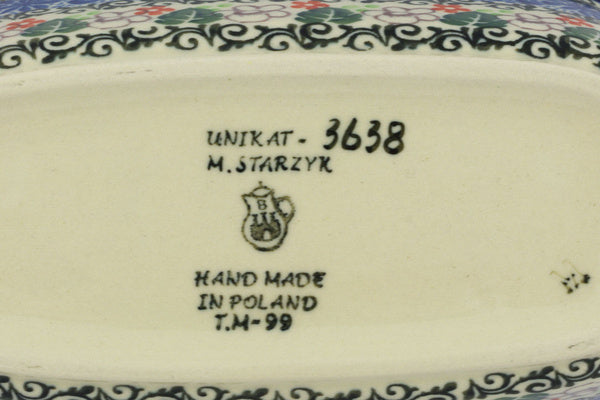 UNIKAT - 3638
M. STARZYK
B
HAND MADE
IN POLAND
T.M-99